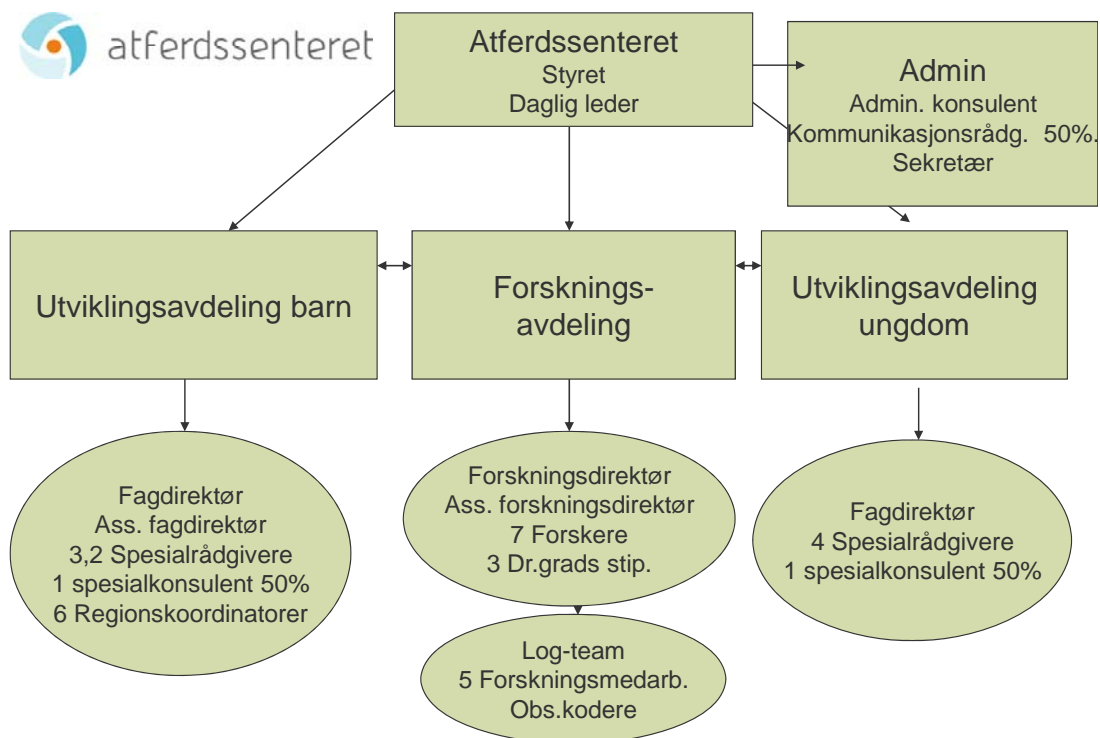 atferdssenteret
Atferdssenteret
Styret
Daglig leder
Admin
Admin. konsulent
Kommunikasjonsrådg. 50%.
Sekretær
Utviklingsavdeling barn
Forsknings-
avdeling
Utviklingsavdeling
ungdom
Fagdirektør
Ass. fagdirektør
3,2 Spesialrådgivere
1 spesialkonsulent 50%
6 Regionskoordinatorer
Forskningsdirektør
Ass. forskningsdirektør
7 Forskere
3 Dr.grads stip.
Fagdirektør
4 Spesialrådgivere
1 spesialkonsulent 50%
Log-team
5 Forskningsmedarb.
Obs.kodere